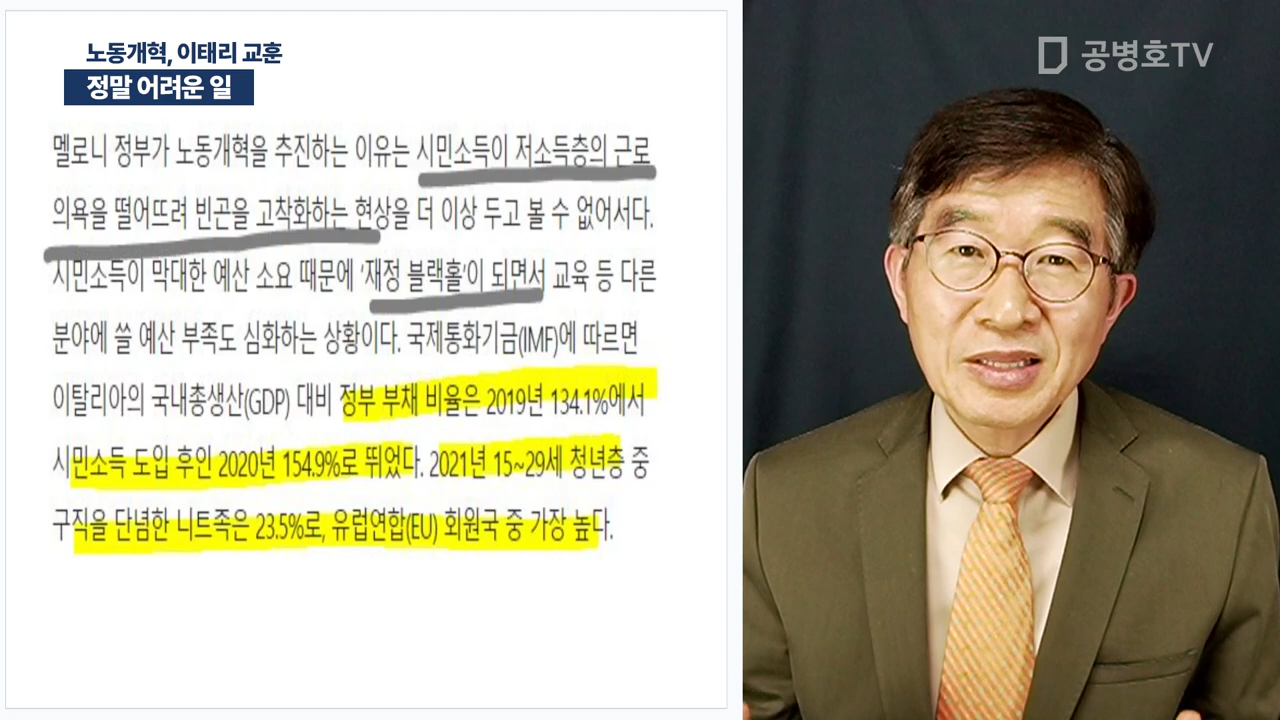 노동개혁, 이태리 교훈
정말 어려운 일
공병호TV
멜로니 정부가 노동개혁을 추진하는 이유는 시민소득이 저소득층의 근로
의욕을 떨어뜨려 빈곤을 고착화하는 현상을 더 이상 두고 볼 수 없어서다.
시민소득이 막대한 예산 소요 때문에 '재정 블랙홀'이 되면서 교육 등 다른
분야에 쓸 예산 부족도 심화하는 상황이다. 국제통화기금(IMF)에 따르면
이탈리아의 국내총생산(GDP) 대비 정부 부채 비율은 2019년 134.1%에서
시민소득 도입 후인 2020년 154.9%로 뛰었다. 2021년 15~29세 청년층 중
구직을 단념한 니트족은 23.5%로, 유럽연합(EU) 회원국 중 가장 높다.